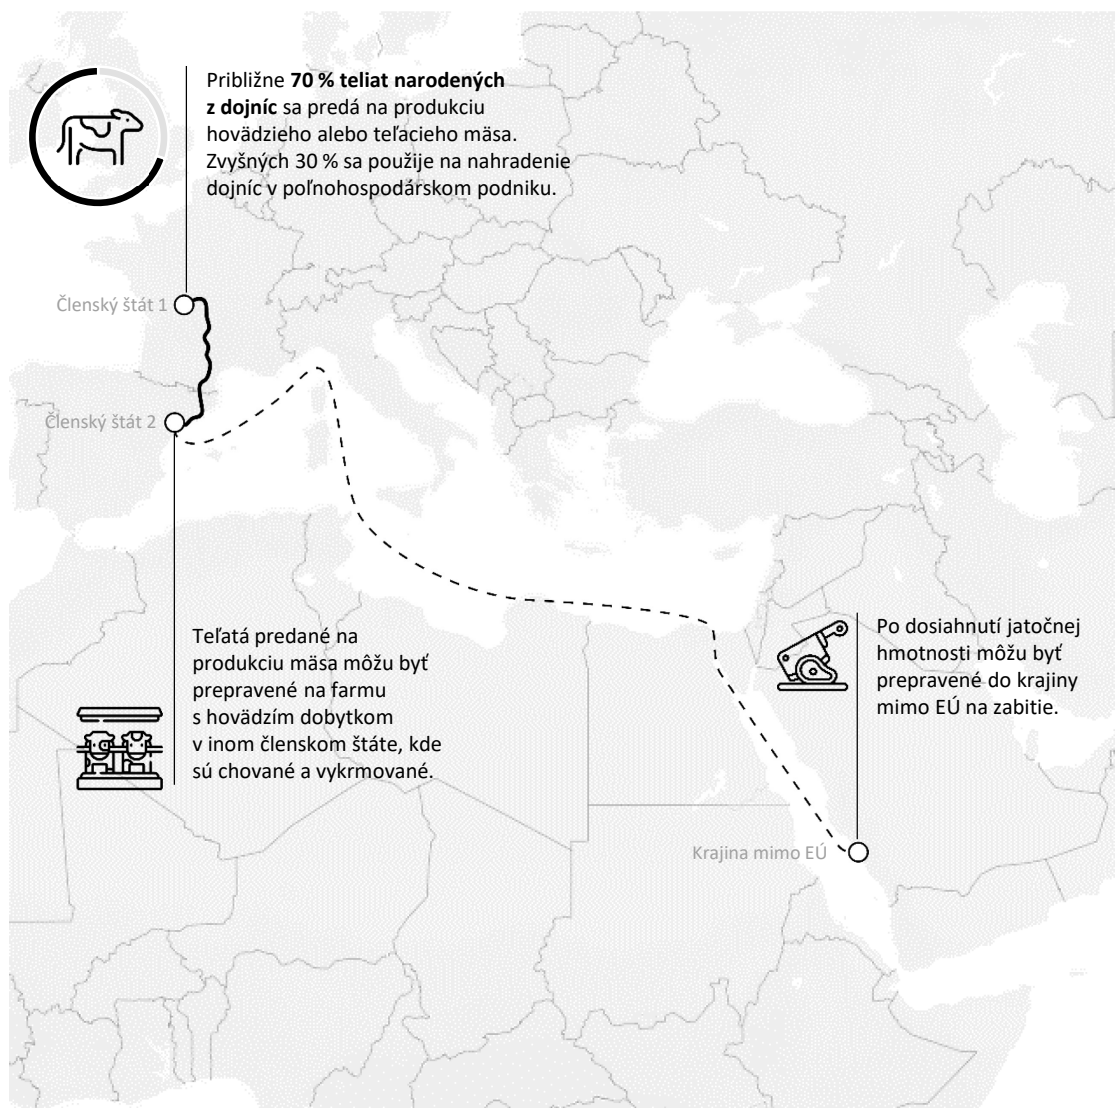 Približne 70 % teliat narodených
z dojníc sa predá na produkciu
hovädzieho alebo teľacieho mäsa.
Zvyšných 30 % sa použije na nahradenie
dojníc v poľnohospodárskom podniku.
Členský štát 1
Členský štát 2
Teľatá predané na
produkciu mäsa môžu byť
prepravené na farmu
s hovädzím dobytkom
v inom členskom štáte, kde
sú chované a vykrmované.
Po dosiahnutí jatočnej
hmotnosti môžu byť
prepravené do krajiny
mimo EÚ na zabitie.
Krajina mimo EÚ